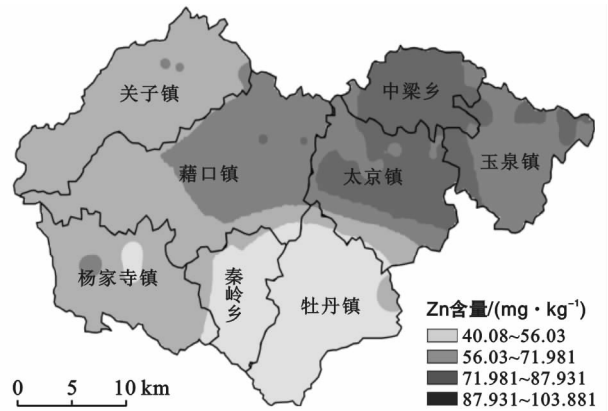 关子镇
中梁乡
藉口镇
太京镇
玉泉镇
杨家寺镇
秦岭乡
牡丹镇
Zn含量/(mg·kg⁻¹)
40.08~56.03
56.03~71.981
71.981~87.931
87.931~103.881
0 5 10 km